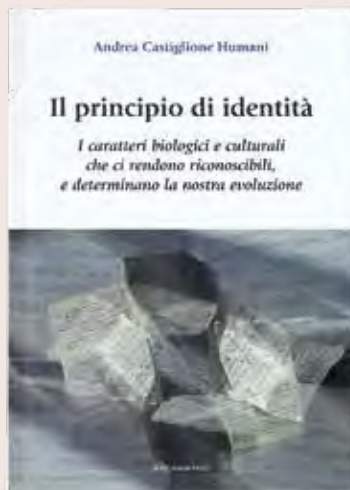 Andrea Castiglione Humani
Il principio di identità
I caratteri biologici e culturali
che ci rendono riconoscibili,
e determinano la nostra evoluzione